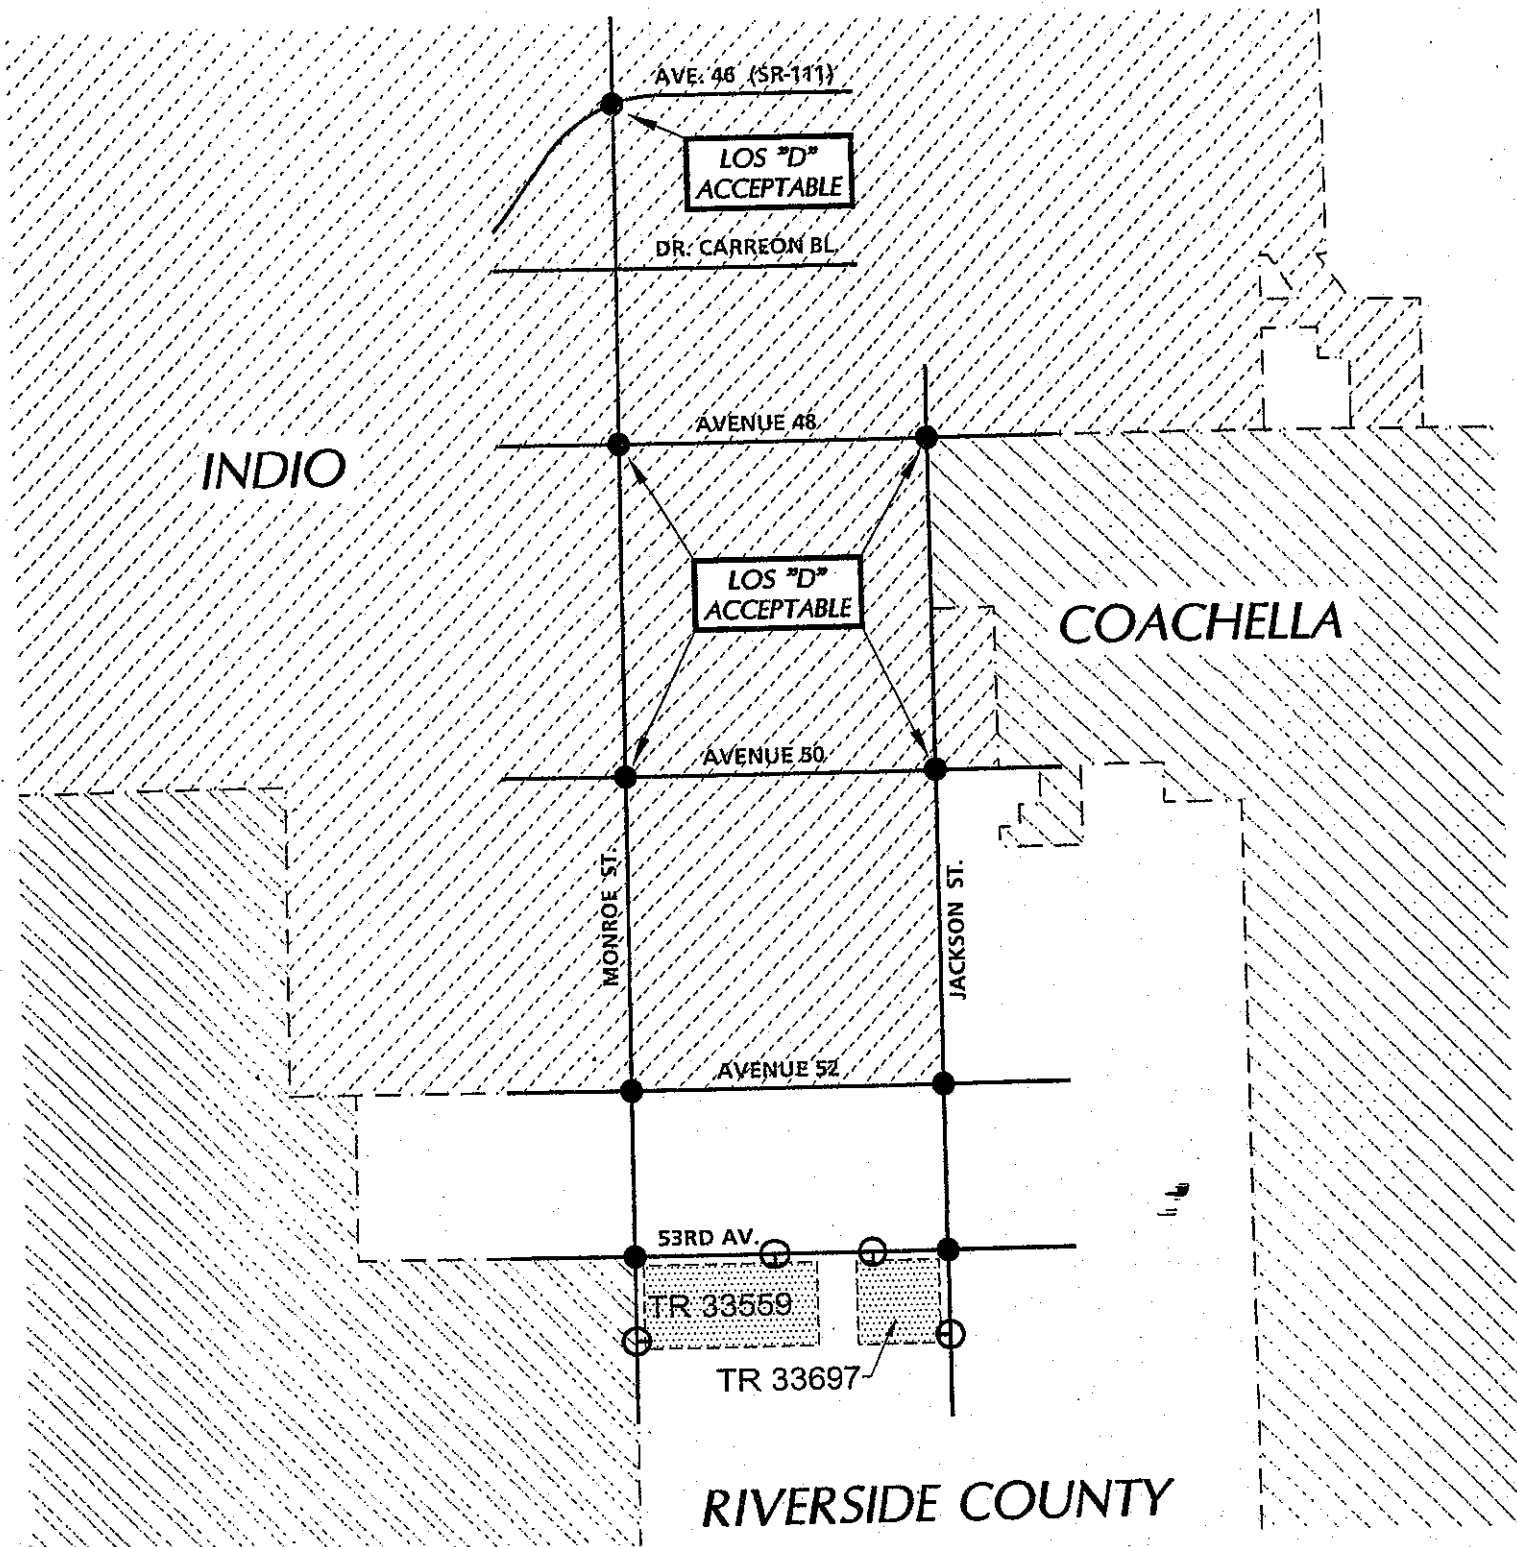 AVE. 46 (SR-111)
LOS "D"
ACCEPTABLE
DR. CARREON BL.
AVENUE 48
INDIO
LOS "D"
ACCEPTABLE
COACHELLA
AVENUE 50
MONROE ST.
JACKSON ST.
AVENUE 52
53RD AV.
TR 33559
TR 33697
RIVERSIDE COUNTY